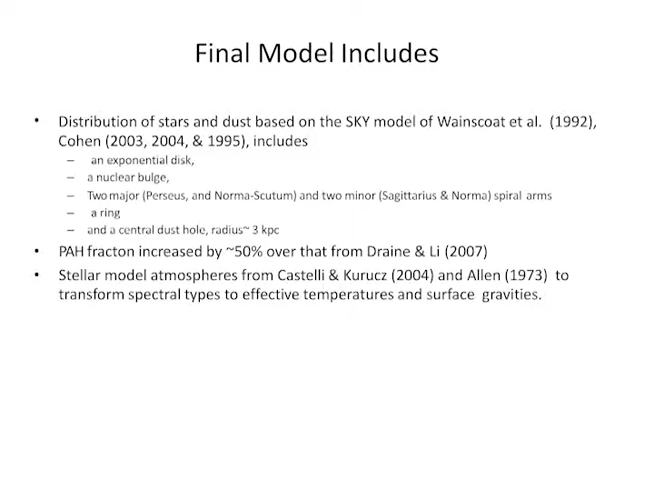 Final Model Includes
• Distribution of stars and dust based on the SKY model of Wainscoat et al. (1992),
Cohen (2003, 2004, & 1995), includes
– an exponential disk,
– a nuclear bulge,
– Two major (Perseus, and Norma-Scutum) and two minor (Sagittarius & Norma) spiral arms
– a ring
– and a central dust hole, radius~ 3 kpc
• PAH fracton increased by ~50% over that from Draine & Li (2007)
• Stellar model atmospheres from Castelli & Kurucz (2004) and Allen (1973) to
transform spectral types to effective temperatures and surface gravities.